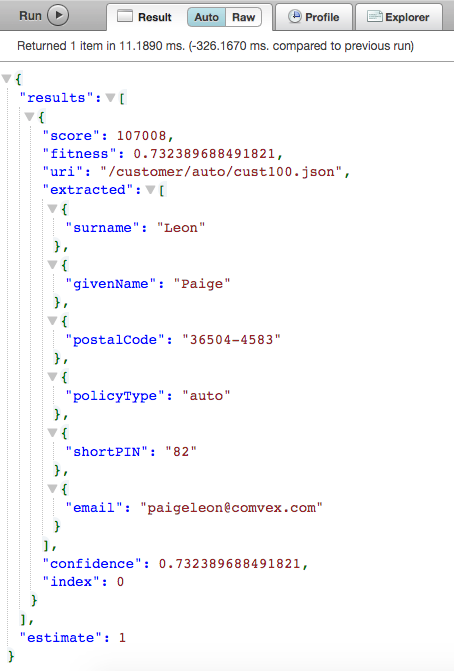 Run Result Auto Raw Profile Explorer
Returned 1 item in 11.1890 ms. (-326.1670 ms. compared to previous run)
{
"results": [
{
"score": 107008,
"fitness": 0.732389688491821,
"uri": "/customer/auto/cust100.json",
"extracted": [
{
"surname": "Leon"
},
{
"givenName": "Paige"
},
{
"postalCode": "36504-4583"
},
{
"policyType": "auto"
},
{
"shortPIN": "82"
},
{
"email": "paigeleon@comvex.com"
}
],
"confidence": 0.732389688491821,
"index": 0
}
],
"estimate": 1
}